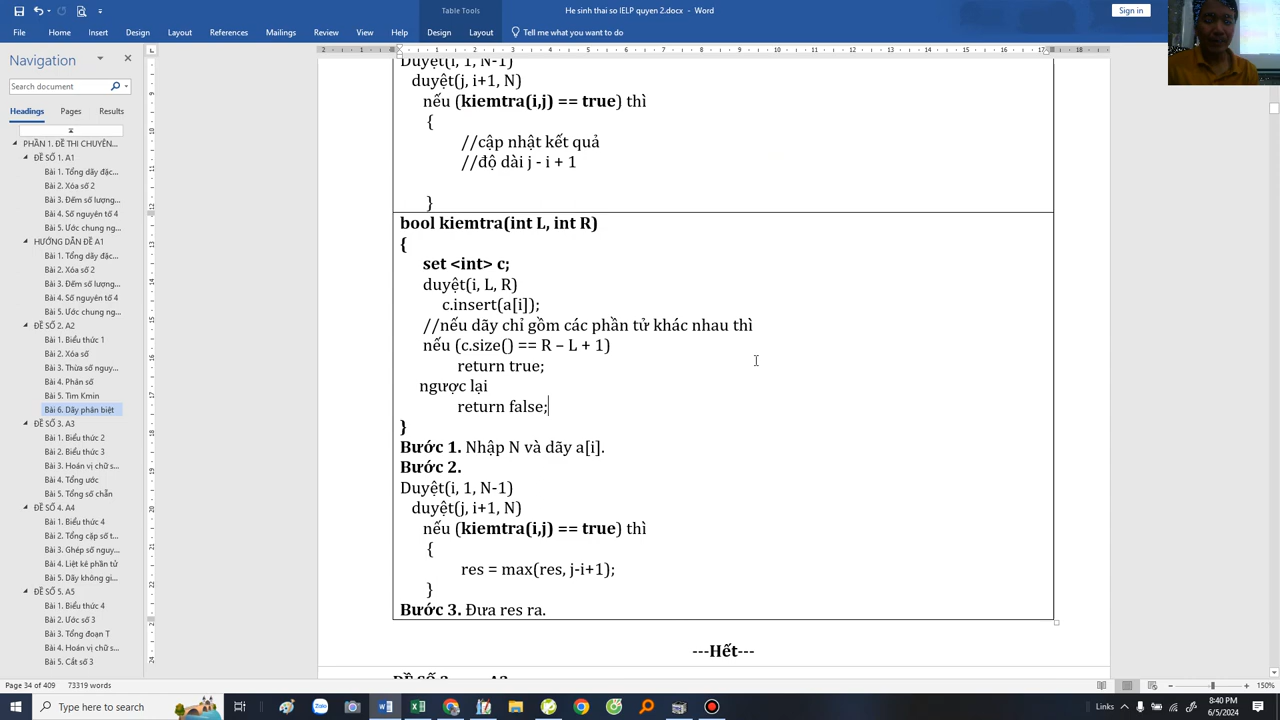 Table Tools
He sinh thai so IELP quyen 2.docx - Word
Sign in
File Home Insert Design Layout References Mailings Review View Help Design Layout Tell me what you want to do
Navigation
Search document
Headings Pages Results
PHẦN 1. ĐỀ THI CHUYÊN...
ĐỀ SỐ 1. A1
Bài 1. Tổng dãy đặc...
Bài 2. Xóa số 2
Bài 3. Đếm số lượng...
Bài 4. Số nguyên tố 4
Bài 5. Ước chung ng...
HƯỚNG DẪN ĐỀ A1
Bài 1. Tổng dãy đặc...
Bài 2. Xóa số 2
Bài 3. Đếm số lượng...
Bài 4. Số nguyên tố 4
Bài 5. Ước chung ng...
ĐỀ SỐ 2. A2
Bài 1. Biểu thức 1
Bài 2. Xóa số
Bài 3. Thừa số nguy...
Bài 4. Phân số
Bài 5. Tìm Kmin
Bài 6. Dãy phân biệt
ĐỀ SỐ 3. A3
Bài 1. Biểu thức 2
Bài 2. Biểu thức 3
Bài 3. Hoán vị chữ s...
Bài 4. Tổng ước
Bài 5. Tổng số chẵn
ĐỀ SỐ 4. A4
Bài 1. Biểu thức 4
Bài 2. Tổng cặp số t...
Bài 3. Ghép số nguy...
Bài 4. Liệt kê phần tử
Bài 5. Dãy không gi...
ĐỀ SỐ 5. A5
Bài 1. Biểu thức 4
Bài 2. Ước số 3
Bài 3. Tổng đoạn T
Bài 4. Hoán vị chữ s...
Bài 5. Cắt số 3
Duyệt(i, 1, N-1)
duyệt(j, i+1, N)
nếu (kiemtra(i,j) == true) thì
{
//cập nhật kết quả
//độ dài j - i + 1
}
bool kiemtra(int L, int R)
{
set <int> c;
duyệt(i, L, R)
c.insert(a[i]);
//nếu dãy chỉ gồm các phần tử khác nhau thì
nếu (c.size() == R – L + 1)
return true;
ngược lại
return false;
}
Bước 1. Nhập N và dãy a[i].
Bước 2.
Duyệt(i, 1, N-1)
duyệt(j, i+1, N)
nếu (kiemtra(i,j) == true) thì
{
res = max(res, j-i+1);
}
Bước 3. Đưa res ra.
---Hết---
Page 34 of 409 73319 words
150%
Type here to search
8:40 PM
6/5/2024